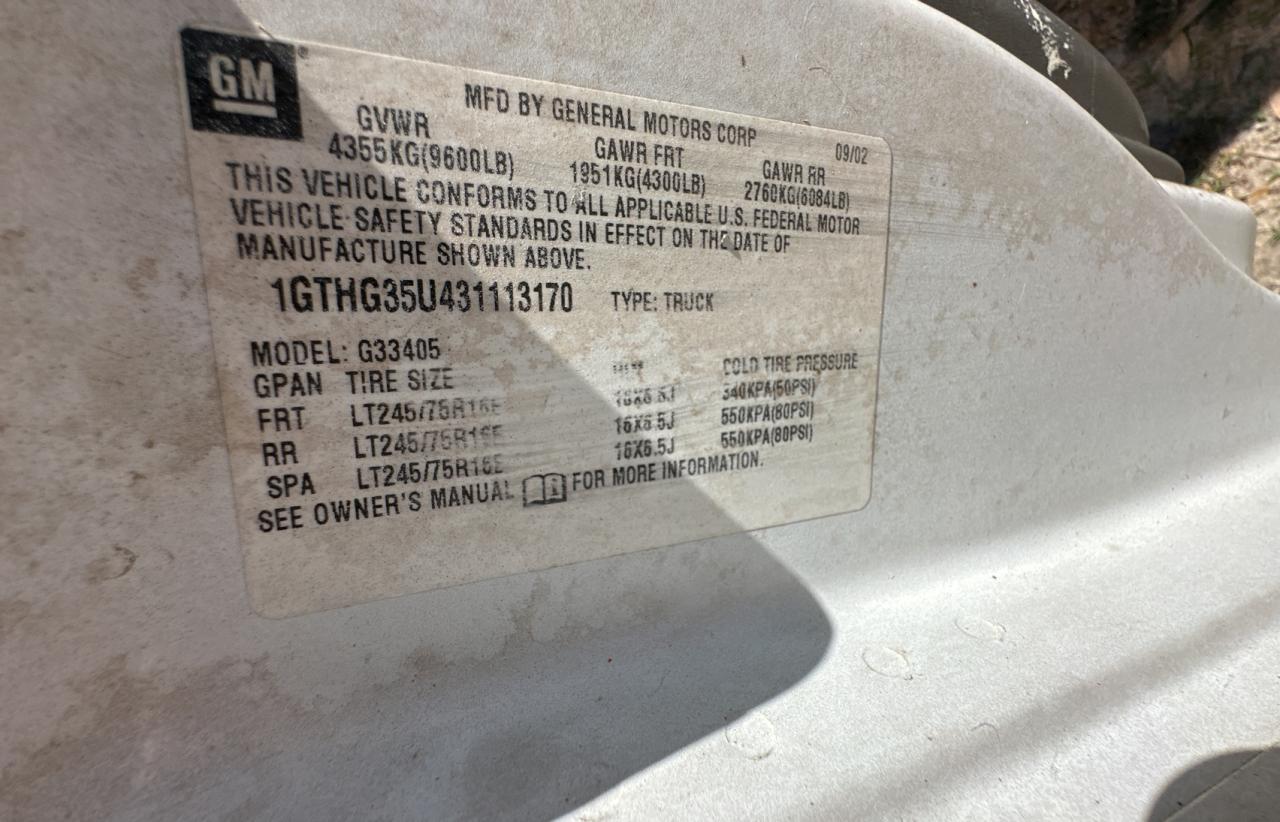 GM
MFD BY GENERAL MOTORS CORP 09/02
GVWR GAWR FRT GAWR RR
4355KG(9600LB) 1951KG(4300LB) 2760KG(6084LB)
THIS VEHICLE CONFORMS TO ALL APPLICABLE U.S. FEDERAL MOTOR
VEHICLE SAFETY STANDARDS IN EFFECT ON THE DATE OF
MANUFACTURE SHOWN ABOVE.
1GTHG35U431113170 TYPE: TRUCK
MODEL: G33405
GPAN TIRE SIZE COLD TIRE PRESSURE
FRT LT245/75R16E 16X6.5J 340KPA(50PSI)
RR LT245/75R16E 16X6.5J 550KPA(80PSI)
SPA LT245/75R16E 16X6.5J 550KPA(80PSI)
SEE OWNER'S MANUAL FOR MORE INFORMATION.